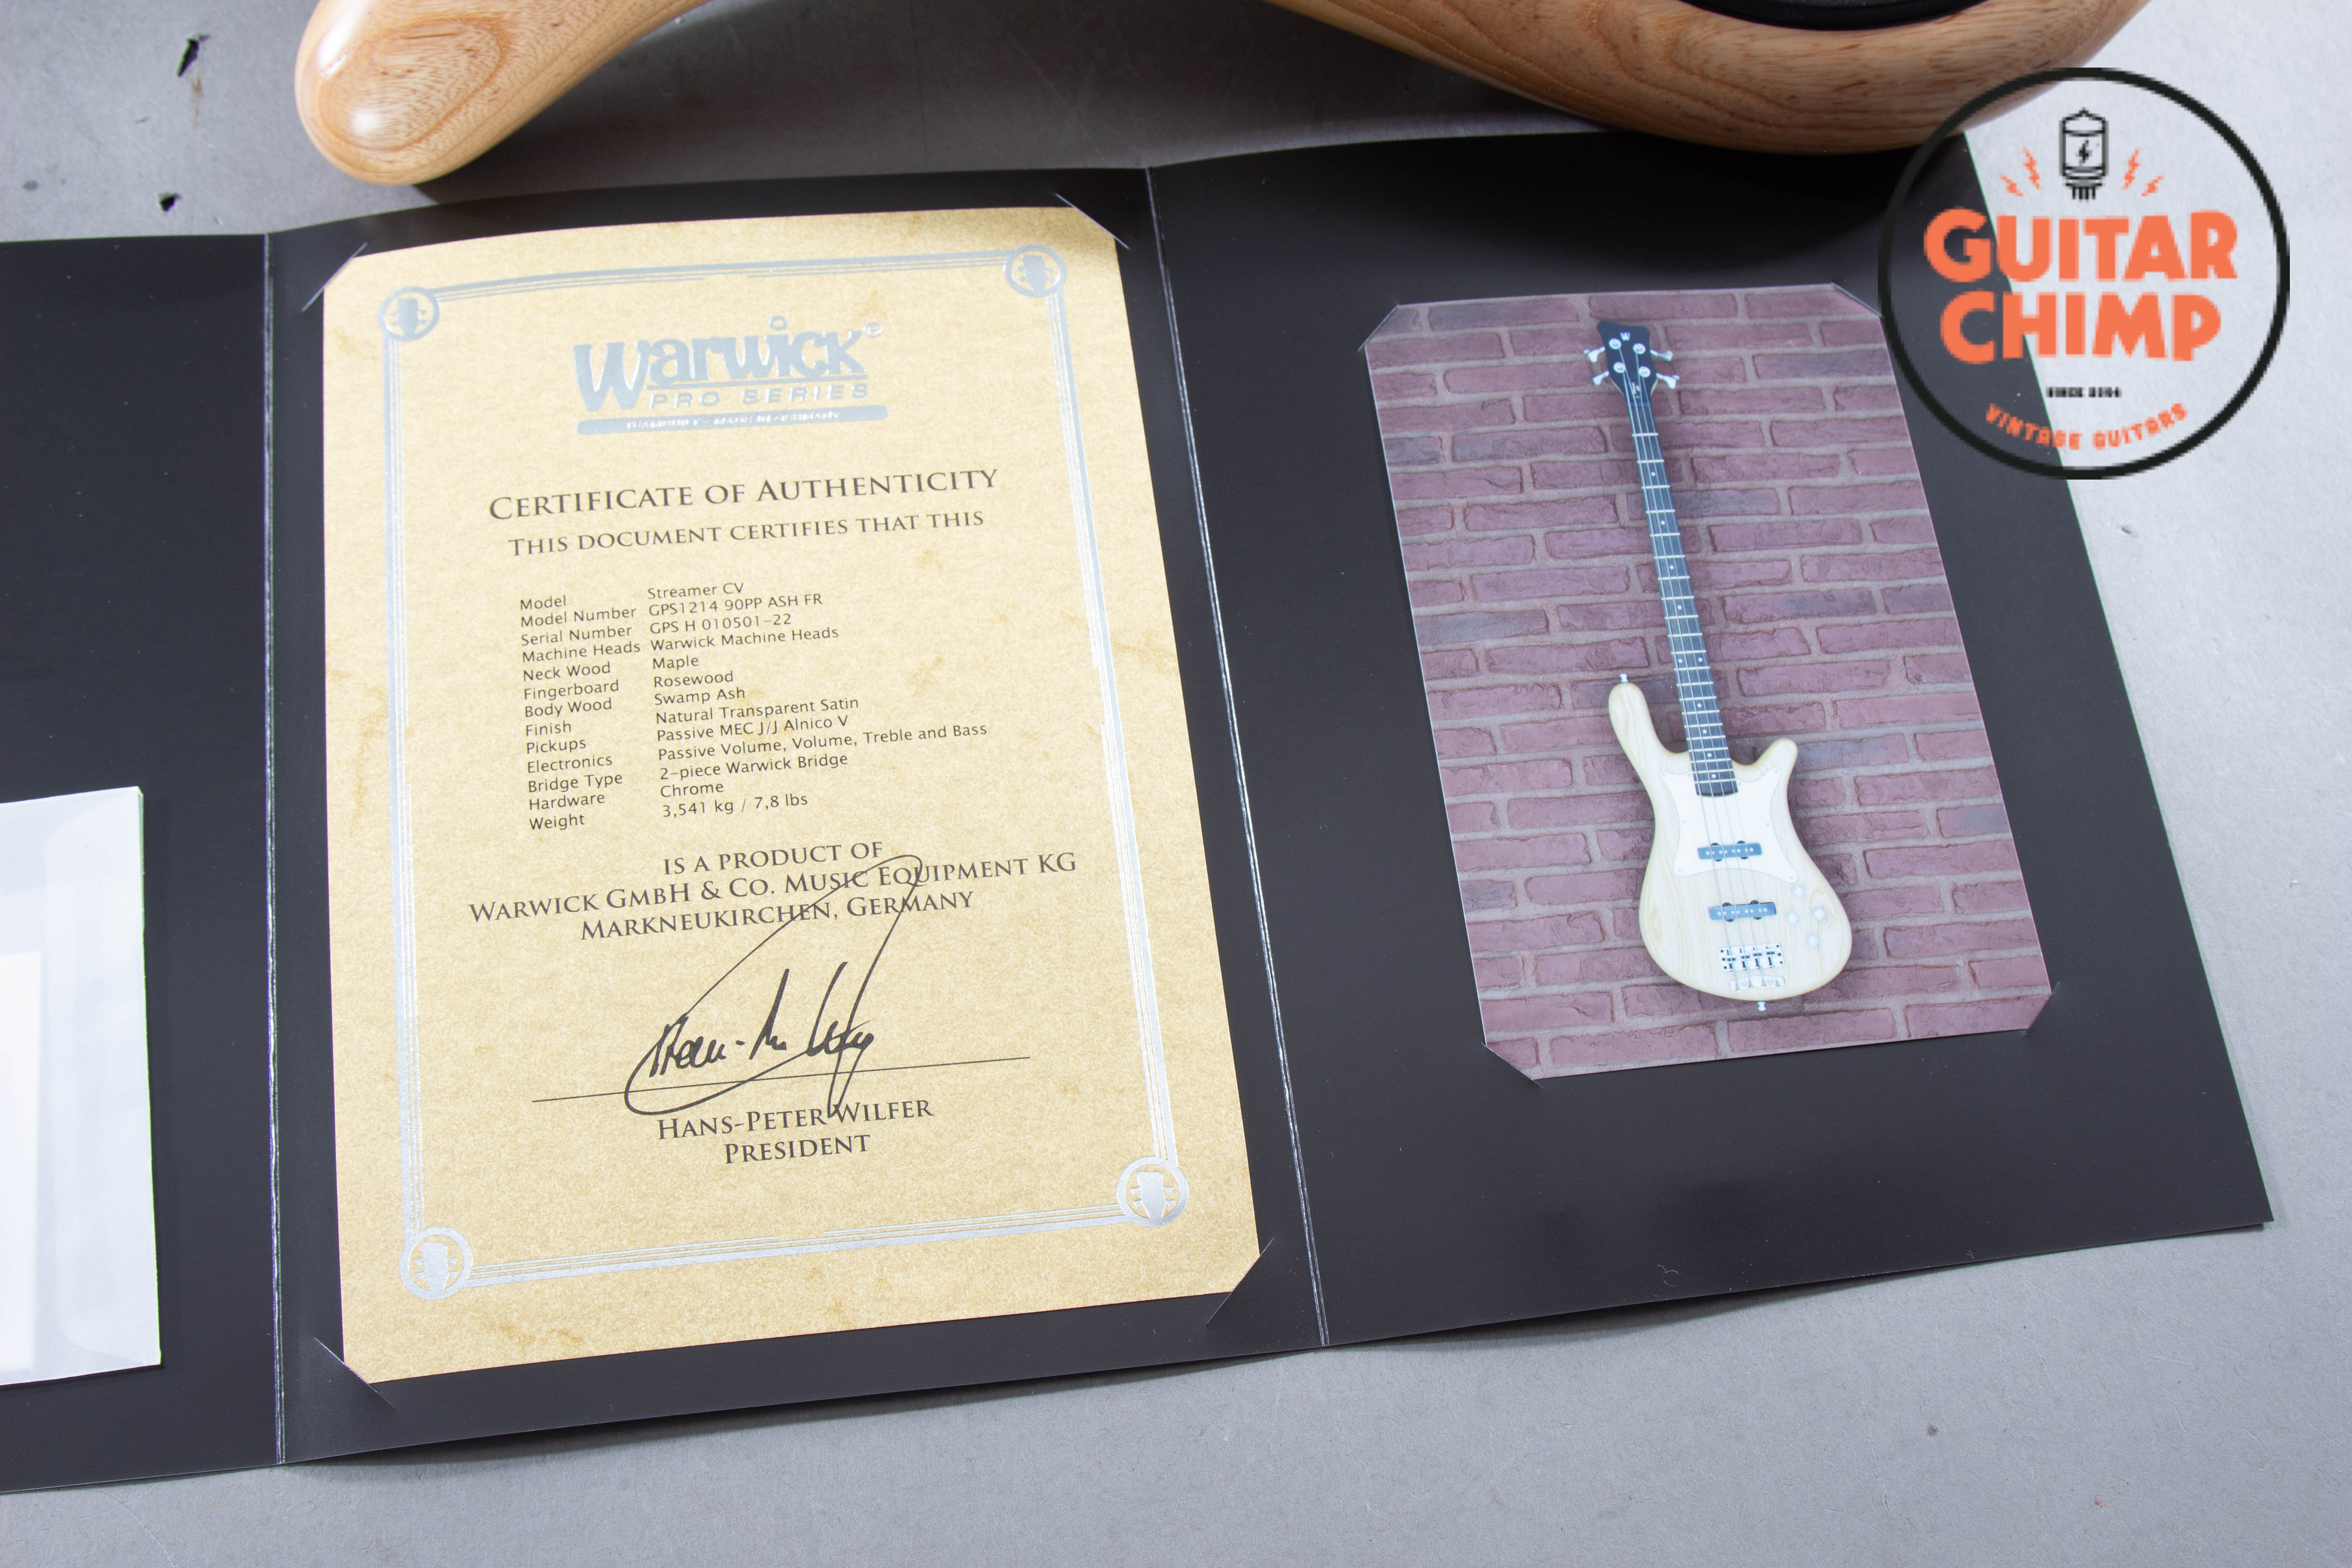 Warwick®
PRO SERIES
CERTIFICATE OF AUTHENTICITY
THIS DOCUMENT CERTIFIES THAT THIS
Model Streamer CV
Model Number GPS1214 90PP ASH FR
Serial Number GPS H 010501-22
Machine Heads Warwick Machine Heads
Neck Wood Maple
Fingerboard Rosewood
Body Wood Swamp Ash
Finish Natural Transparent Satin
Pickups Passive MEC J/J Alnico V
Electronics Passive Volume, Volume, Treble and Bass
Bridge Type 2-piece Warwick Bridge
Hardware Chrome
Weight 3,541 kg / 7,8 lbs
IS A PRODUCT OF
WARWICK GMBH & CO. MUSIC EQUIPMENT KG
MARKNEUKIRCHEN, GERMANY
HANS-PETER WILFER
PRESIDENT
GUITAR
CHIMP
VINTAGE GUITARS